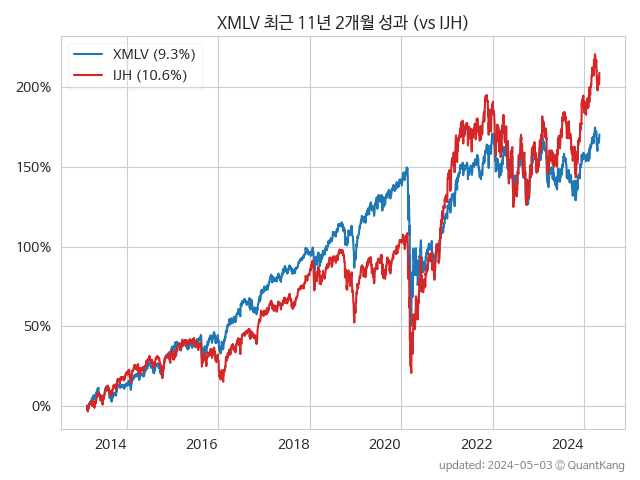 XMLV 최근 11년 2개월 성과 (vs IJH)
XMLV (9.3%)
IJH (10.6%)
200%
150%
100%
50%
0%
2014 2016 2018 2020 2022 2024
updated: 2024-05-03 © QuantKang